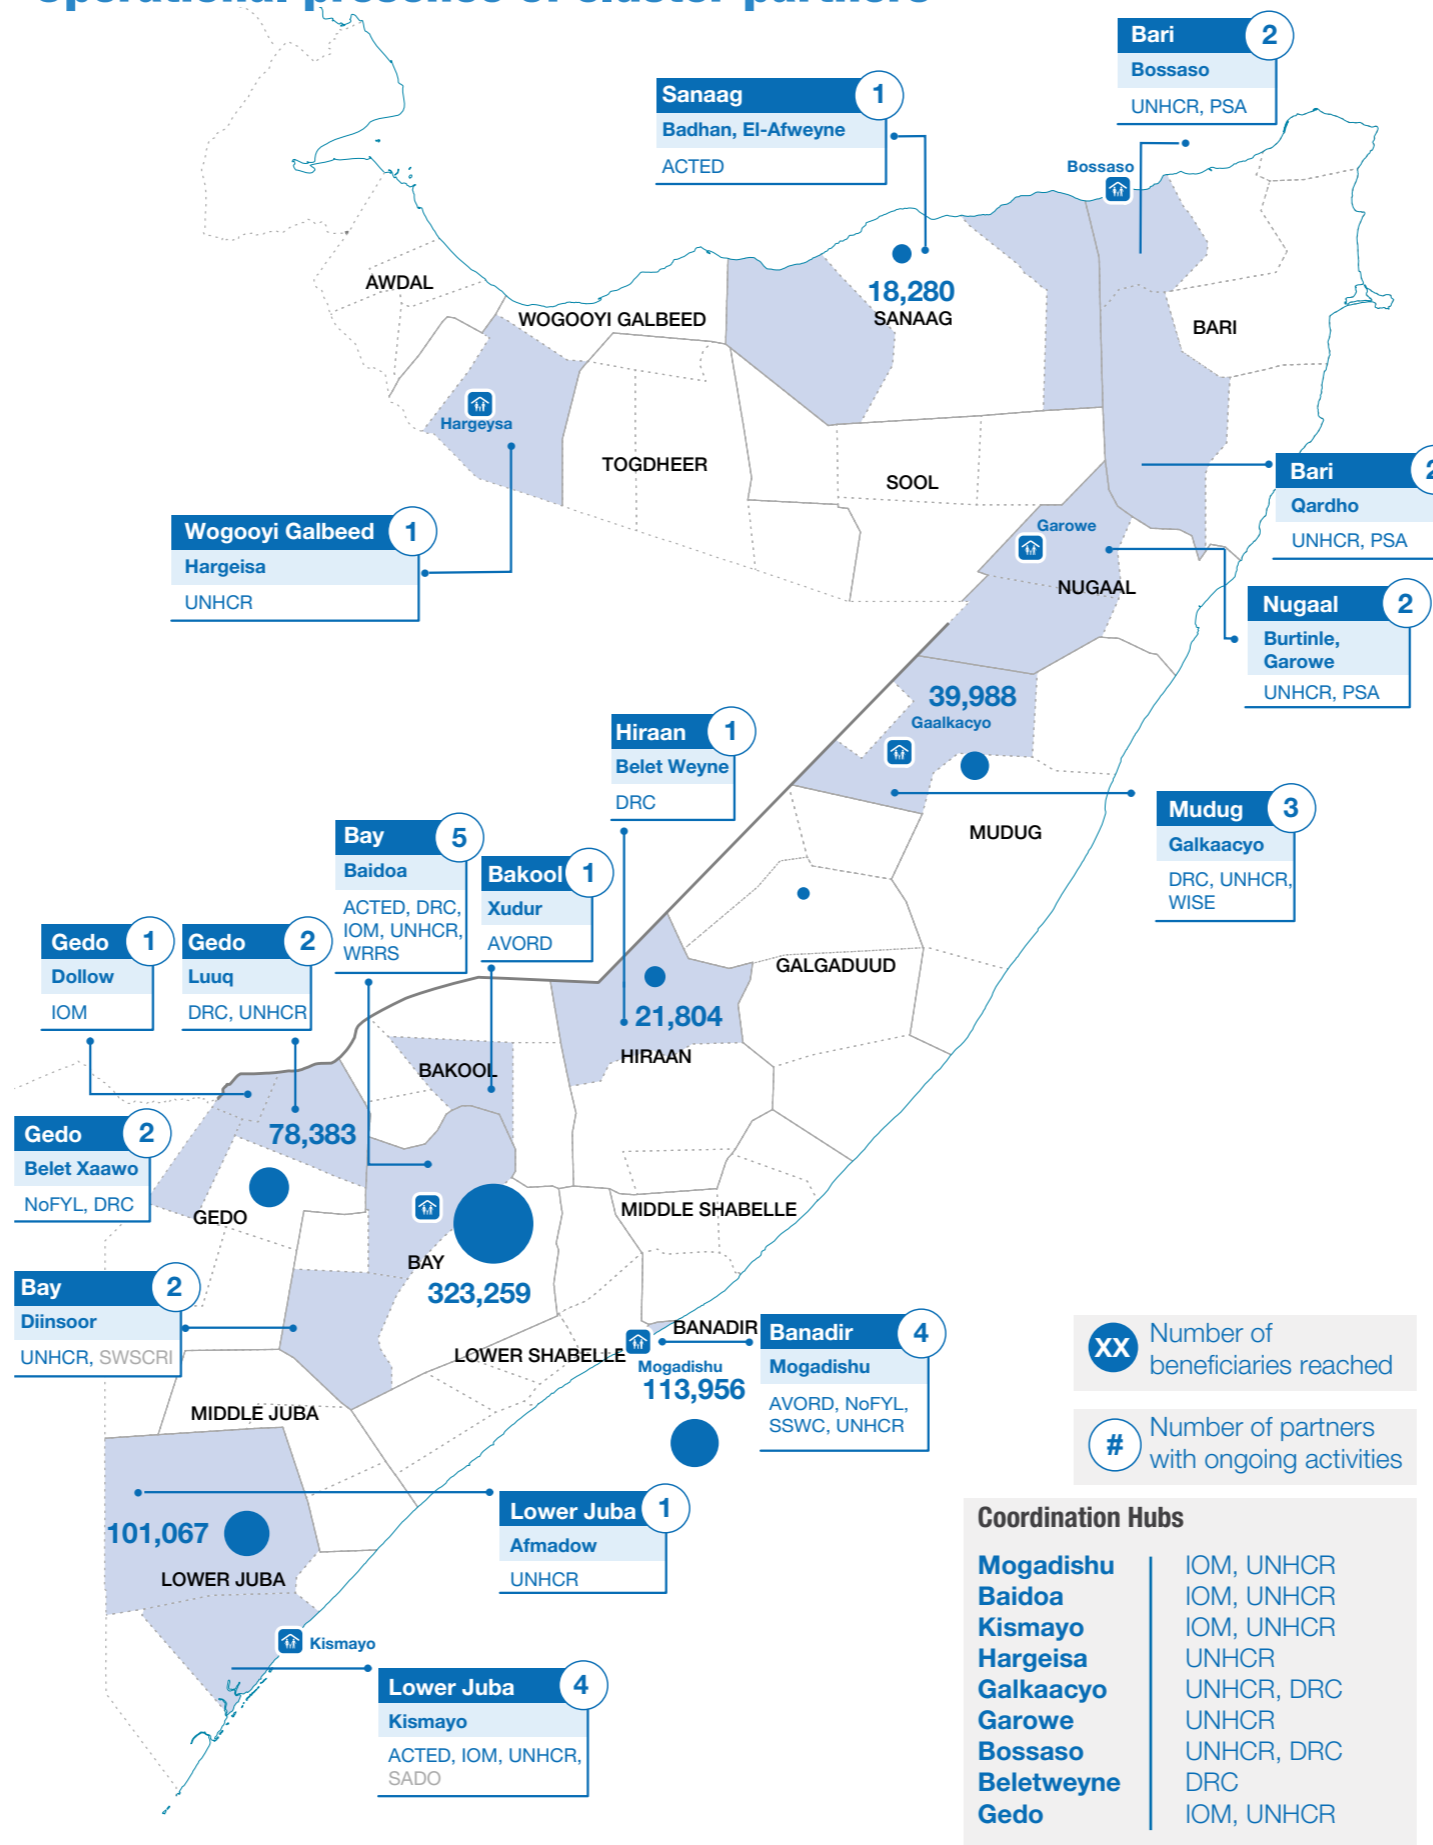 Operational presence of cluster partners
Bari 2
Bossaso
UNHCR, PSA
Sanaag 1
Badhan, El-Afweyne
ACTED
Bossaso
AWDAL
WOGOOYI GALBEED
18,280
SANAAG
BARI
Hargeysa
TOGDHEER
SOOL
Bari 2
Qardho
UNHCR, PSA
Wogooyi Galbeed 1
Hargeisa
UNHCR
Garowe
NUGAAL
Nugaal 2
Burtinle,
Garowe
UNHCR, PSA
39,988
Gaalkacyo
Hiraan 1
Belet Weyne
DRC
MUDUG
Mudug 3
Galkaacyo
DRC, UNHCR,
WISE
Bay 5
Baidoa
ACTED, DRC,
IOM, UNHCR,
WRRS
Bakool 1
Xudur
AVORD
Gedo 1
Dollow
IOM
Gedo 2
Luuq
DRC, UNHCR
GALGADUUD
21,804
HIRAAN
BAKOOL
78,383
Gedo 2
Belet Xaawo
NoFYL, DRC
GEDO
MIDDLE SHABELLE
BAY
323,259
Bay 2
Diinsoor
UNHCR, SWSCRI
LOWER SHABELLE
BANADIR
Mogadishu
113,956
Banadir 4
Mogadishu
AVORD, NoFYL,
SSWC, UNHCR
MIDDLE JUBA
XX
Number of
beneficiaries reached
#
Number of partners
with ongoing activities
101,067
LOWER JUBA
Lower Juba 1
Afmadow
UNHCR
Kismayo
Lower Juba 4
Kismayo
ACTED, IOM, UNHCR,
SADO
Coordination Hubs
Mogadishu IOM, UNHCR
Baidoa IOM, UNHCR
Kismayo IOM, UNHCR
Hargeisa UNHCR
Galkaacyo UNHCR, DRC
Garowe UNHCR
Bossaso UNHCR, DRC
Beletweyne DRC
Gedo IOM, UNHCR